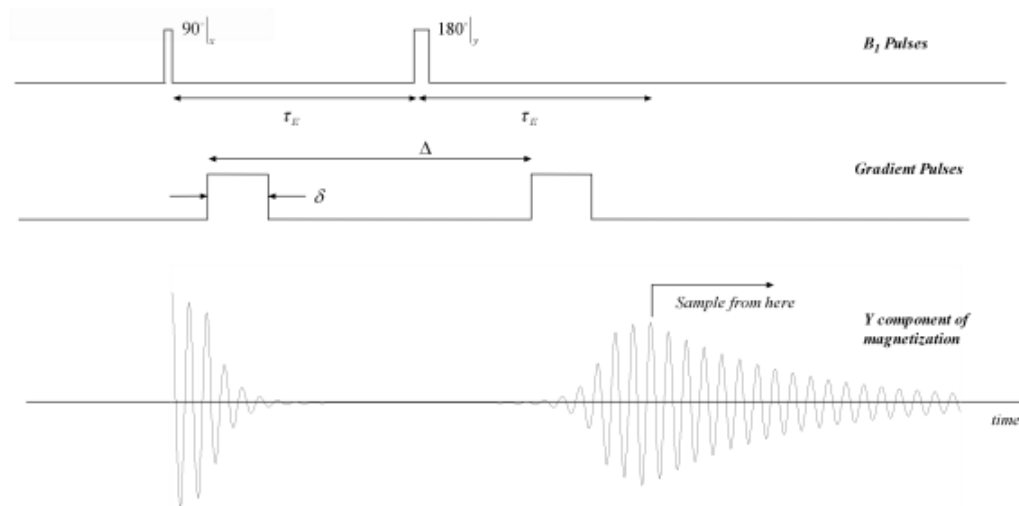 90°|x
180°|y
B1 Pulses
τE
τE
Δ
Gradient Pulses
δ
Sample from here
Y component of
magnetization
time